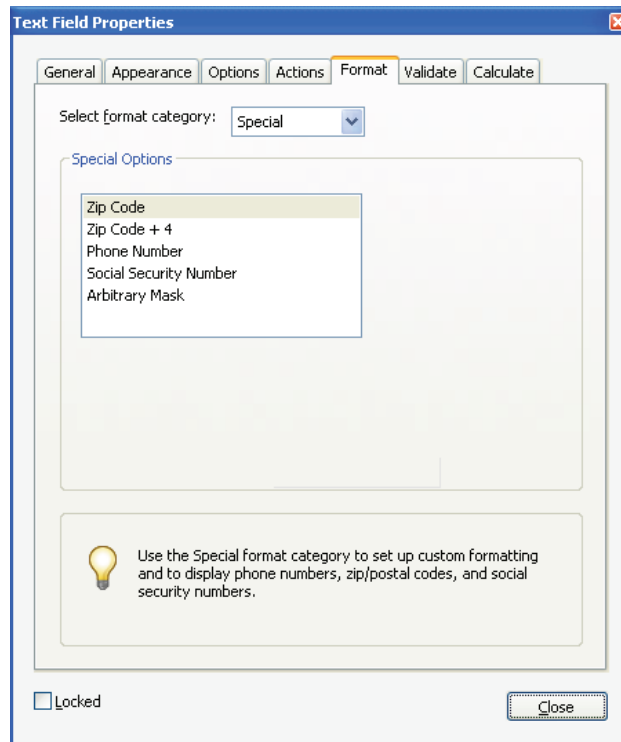 Text Field Properties
General Appearance Options Actions Format Validate Calculate
Select format category: Special
Special Options
Zip Code
Zip Code + 4
Phone Number
Social Security Number
Arbitrary Mask
Use the Special format category to set up custom formatting
and to display phone numbers, zip/postal codes, and social
security numbers.
Locked
Close